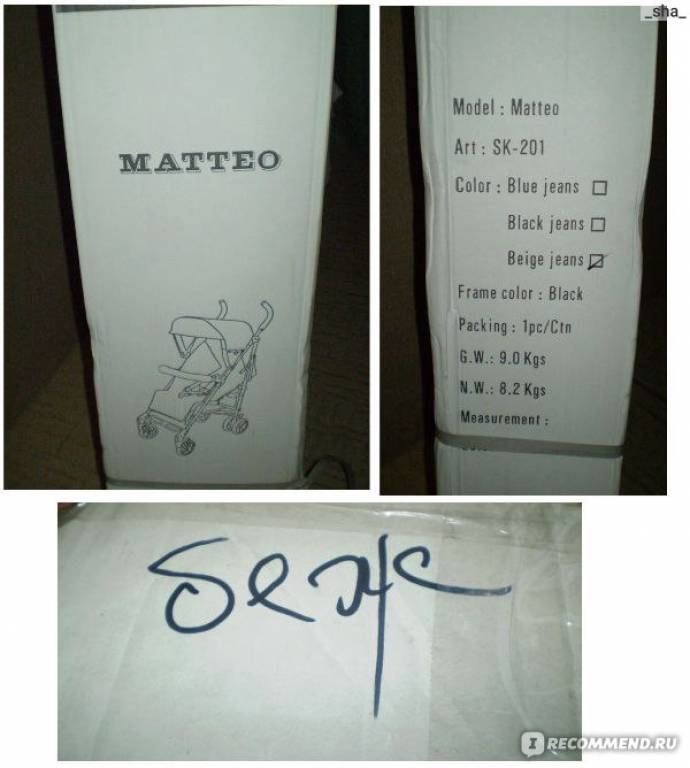 _sha_
MATTEO
Model : Matteo
Art : SK-201
Color : Blue jeans
Black jeans
Beige jeans
Frame color : Black
Packing : 1pc/Ctn
G.W.: 9.0 Kgs
N.W.: 8.2 Kgs
Measurement :
беж
IRECOMMEND.RU